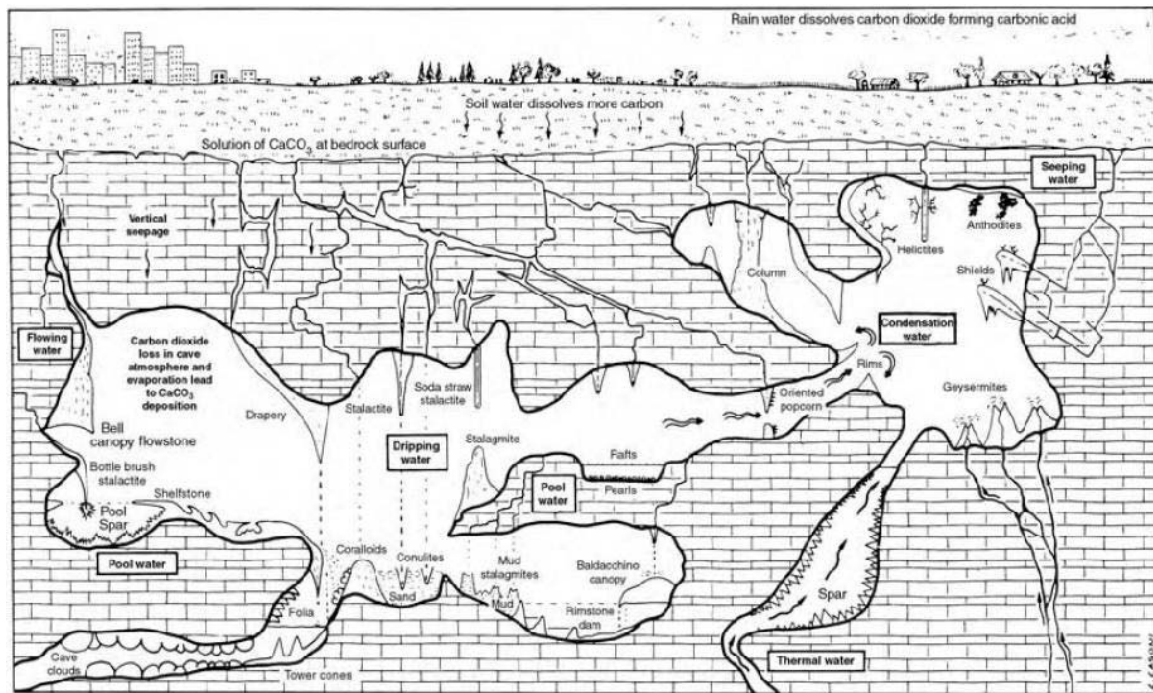 Rain water dissolves carbon dioxide forming carbonic acid
Soil water dissolves more carbon
Solution of CaCO₃ at bedrock surface
Seeping
water
Vertical
seepage
Anthodites
Helictites
Shields
Column
Flowing
water
Carbon dioxide
loss in cave
atmosphere and
evaporation lead
to CaCO₃
deposition
Condensation
water
Rims
Oriented
popcorn
Geysermites
Soda straw
stalactite
Stalactite
Drapery
Bell
canopy flowstone
Dripping
water
Stalagmite
Rafts
Pearls
Pool
water
Bottle brush
stalactite
Shelfstone
Pool
Spar
Pool water
Coralloids
Conulites
Sand
Mud
stalagmites
Mud
Baldacchino
canopy
Rimstone
dam
Folia
Spar
Cave
clouds
Tower cones
Thermal water